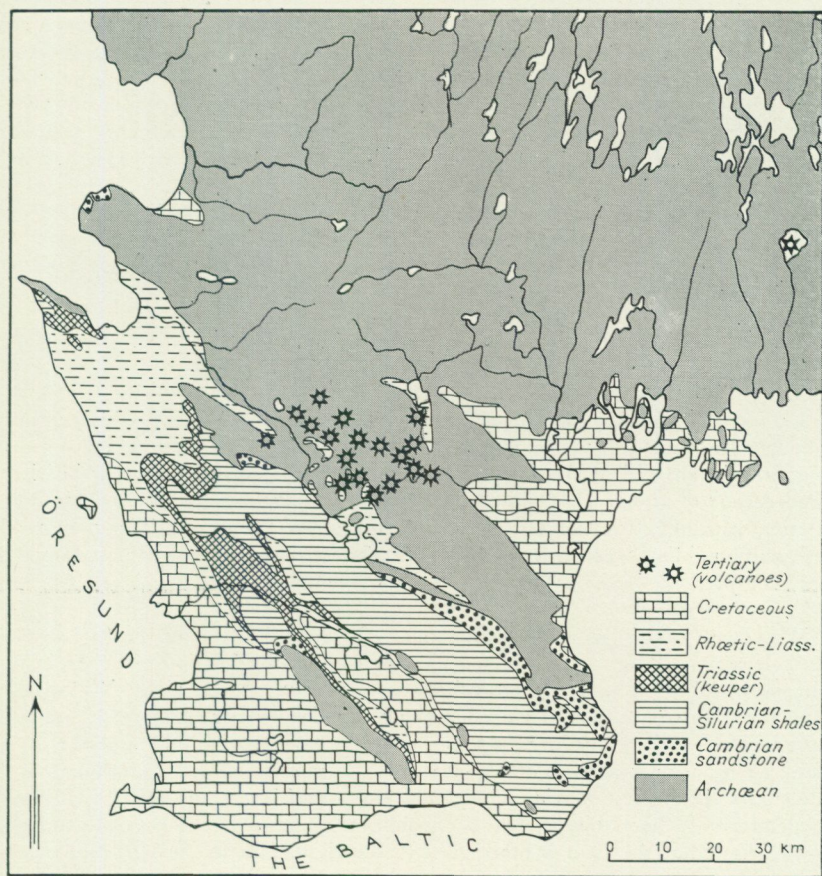 ÖRESUND
N
THE BALTIC
Tertiary
(volcanoes)
Cretaceous
Rhætic-Liass.
Triassic
(keuper)
Cambrian-
Silurian shales
Cambrian
sandstone
Archæan
0 10 20 30 km